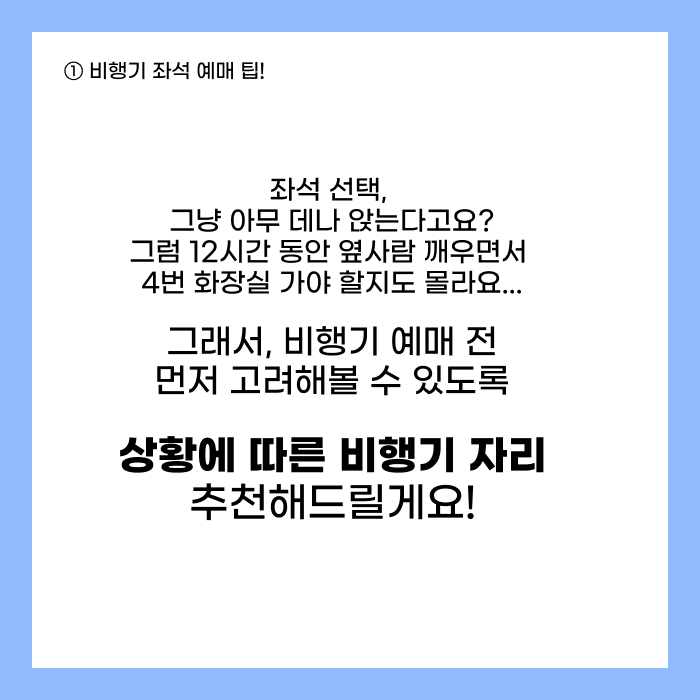 ① 비행기 좌석 예매 팁!
좌석 선택,
그냥 아무 데나 앉는다고요?
그럼 12시간 동안 옆사람 깨우면서
4번 화장실 가야 할지도 몰라요...
그래서, 비행기 예매 전
먼저 고려해볼 수 있도록
상황에 따른 비행기 자리
추천해드릴게요!